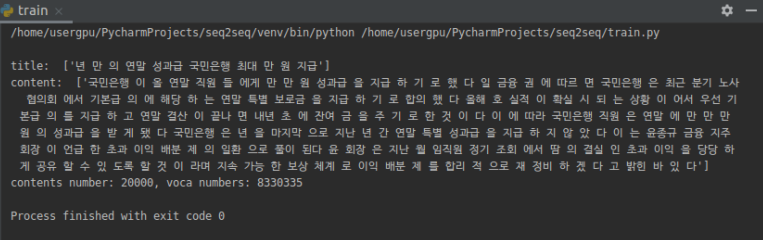 train
/home/usergpu/PycharmProjects/seq2seq/venv/bin/python /home/usergpu/PycharmProjects/seq2seq/train.py
title:  ['년 만 의 연말 성과급 국민은행 최대 만 원 지급']
content:  ['국민은행 이 올 연말 직원 들 에게 만 만 원 성과급 을 지급 하 기 로 했 다 일 금융 권 에 따르 면 국민은행 은 최근 분기 노사
협의회 에서 기본급 의 에 해당 하 는 연말 특별 보로금 을 지급 하 기 로 합의 했 다 올해 호 실적 이 확실 시 되 는 상황 이 어서 우선 기
본급 의 를 지급 하 고 연말 결산 이 끝나 면 내년 초 에 잔여 금 을 주 기 로 한 것 이 다 이 에 따라 국민은행 직원 은 연말 에 만 만 만
원 의 성과급 을 받 게 됐 다 국민은행 은 년 을 마지막 으로 지난 년 간 연말 특별 성과급 을 지급 하 지 않 았 다 이 는 윤종규 금융 지주
회장 이 언급 한 초과 이익 배분 제 의 일환 으로 풀이 된다 윤 회장 은 지난 월 임직원 정기 조회 에서 땀 의 결실 인 초과 이익 을 당당 하
게 공유 할 수 있 도록 할 것 이 라며 지속 가능 한 보상 체계 로 이익 배분 제 를 합리 적 으로 재 정비 하 겠 다 고 밝힌 바 있 다']
contents number: 20000, voca numbers: 8330335
Process finished with exit code 0